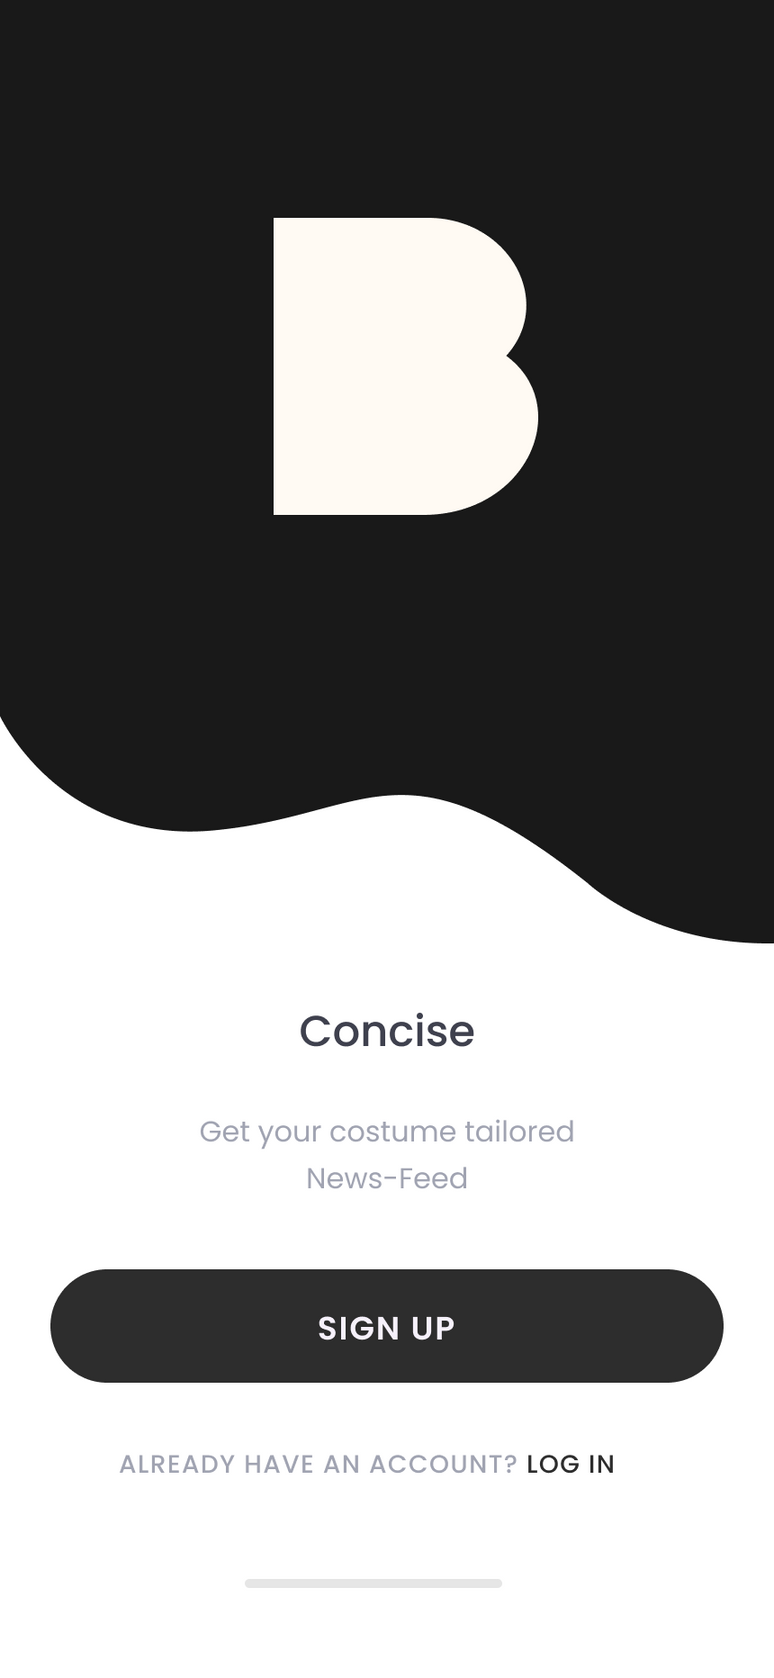 B
Concise
Get your costume tailored
News-Feed
SIGN UP
ALREADY HAVE AN ACCOUNT? LOG IN